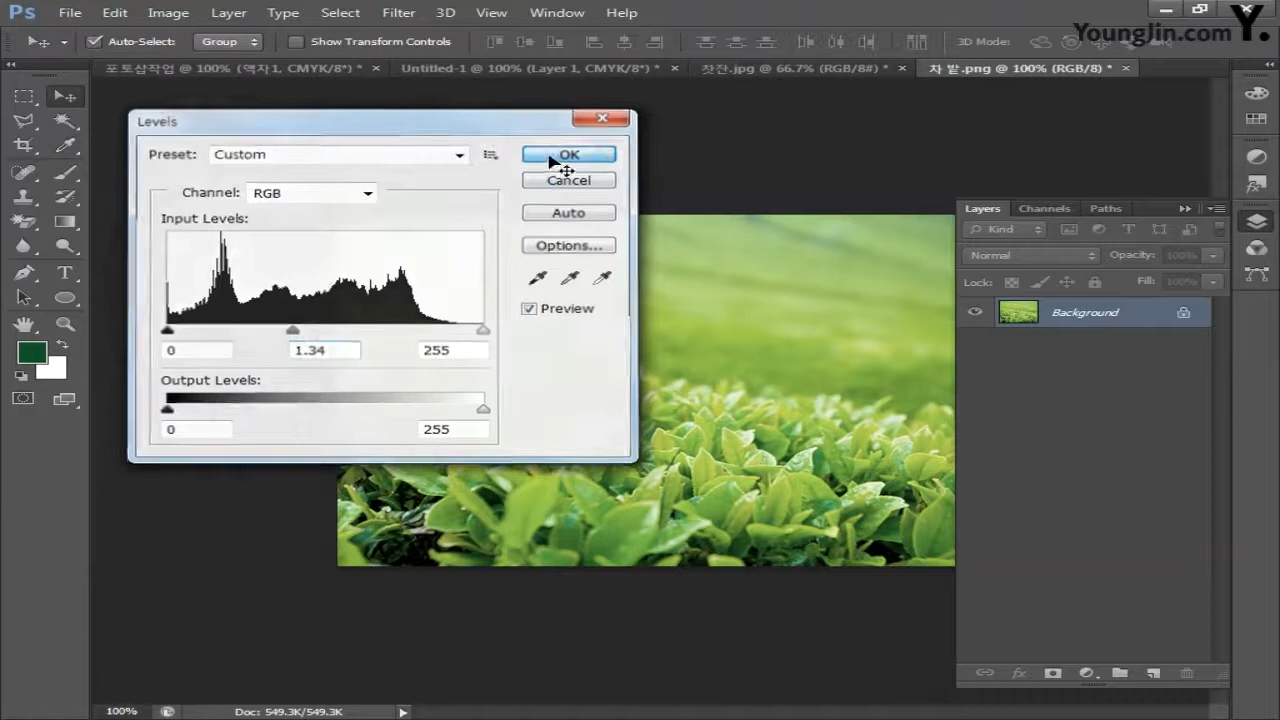 Ps File Edit Image Layer Type Select Filter 3D View Window Help
Auto-Select: Group Show Transform Controls 3D Mode:
YoungJin.com Y.
포토샵작업 @ 100% (액자1, CMYK/8*) * × Untitled-1 @ 100% (Layer 1, CMYK/8*) * × 찻잔.jpg @ 66.7% (RGB/8#) * × 차 밭.png @ 100% (RGB/8) * ×
Levels
Preset: Custom OK
Cancel
Channel: RGB
Auto
Input Levels:
Options...
Preview
0 1.34 255
Output Levels:
0 255
Layers Channels Paths
Kind
Normal Opacity: 100%
Lock: Fill: 100%
Background
100% Doc: 549.3K/549.3K